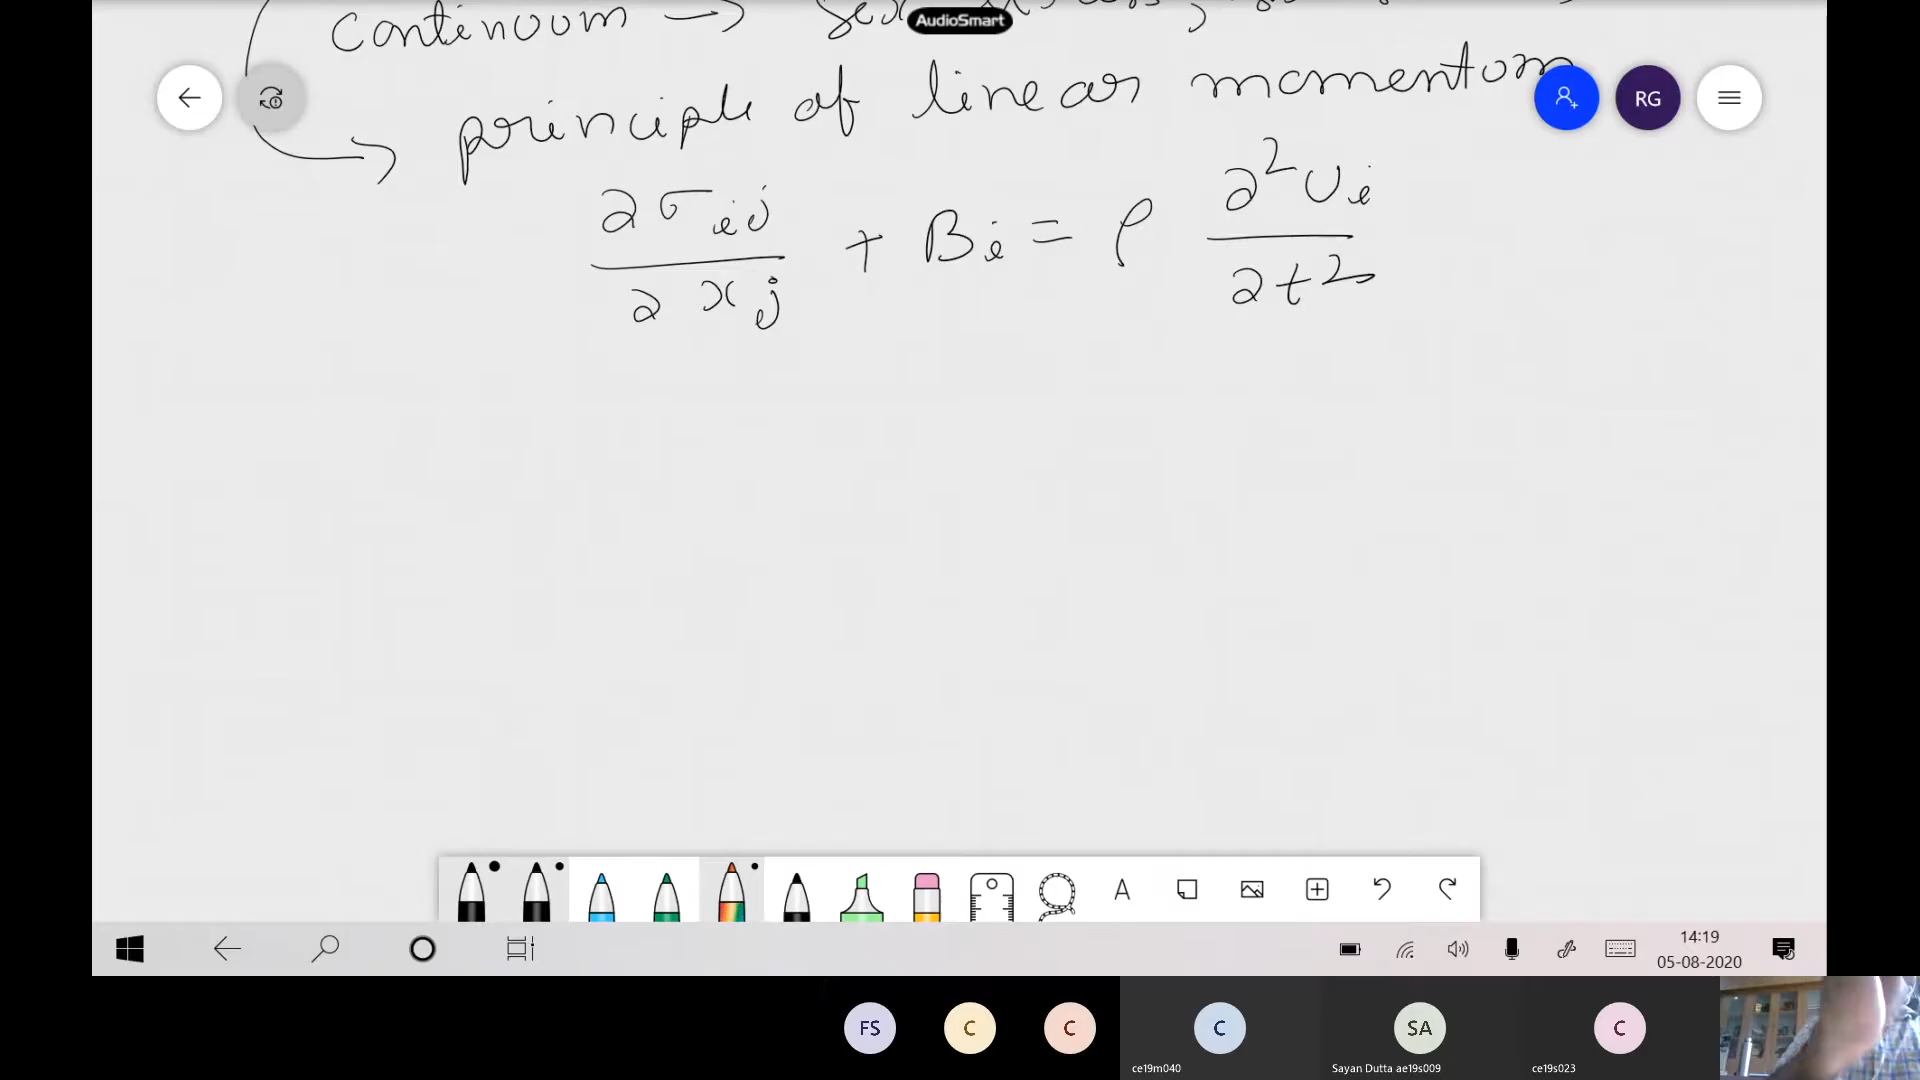 AudioSmart
continuum →
→ principle of linear momentum
RG
∂σij / ∂xj + Bi = ρ ∂²Ui / ∂t²
A
14:19
05-08-2020
FS C C C SA C
ce19m040 Sayan Dutta ae19s009 ce19s023